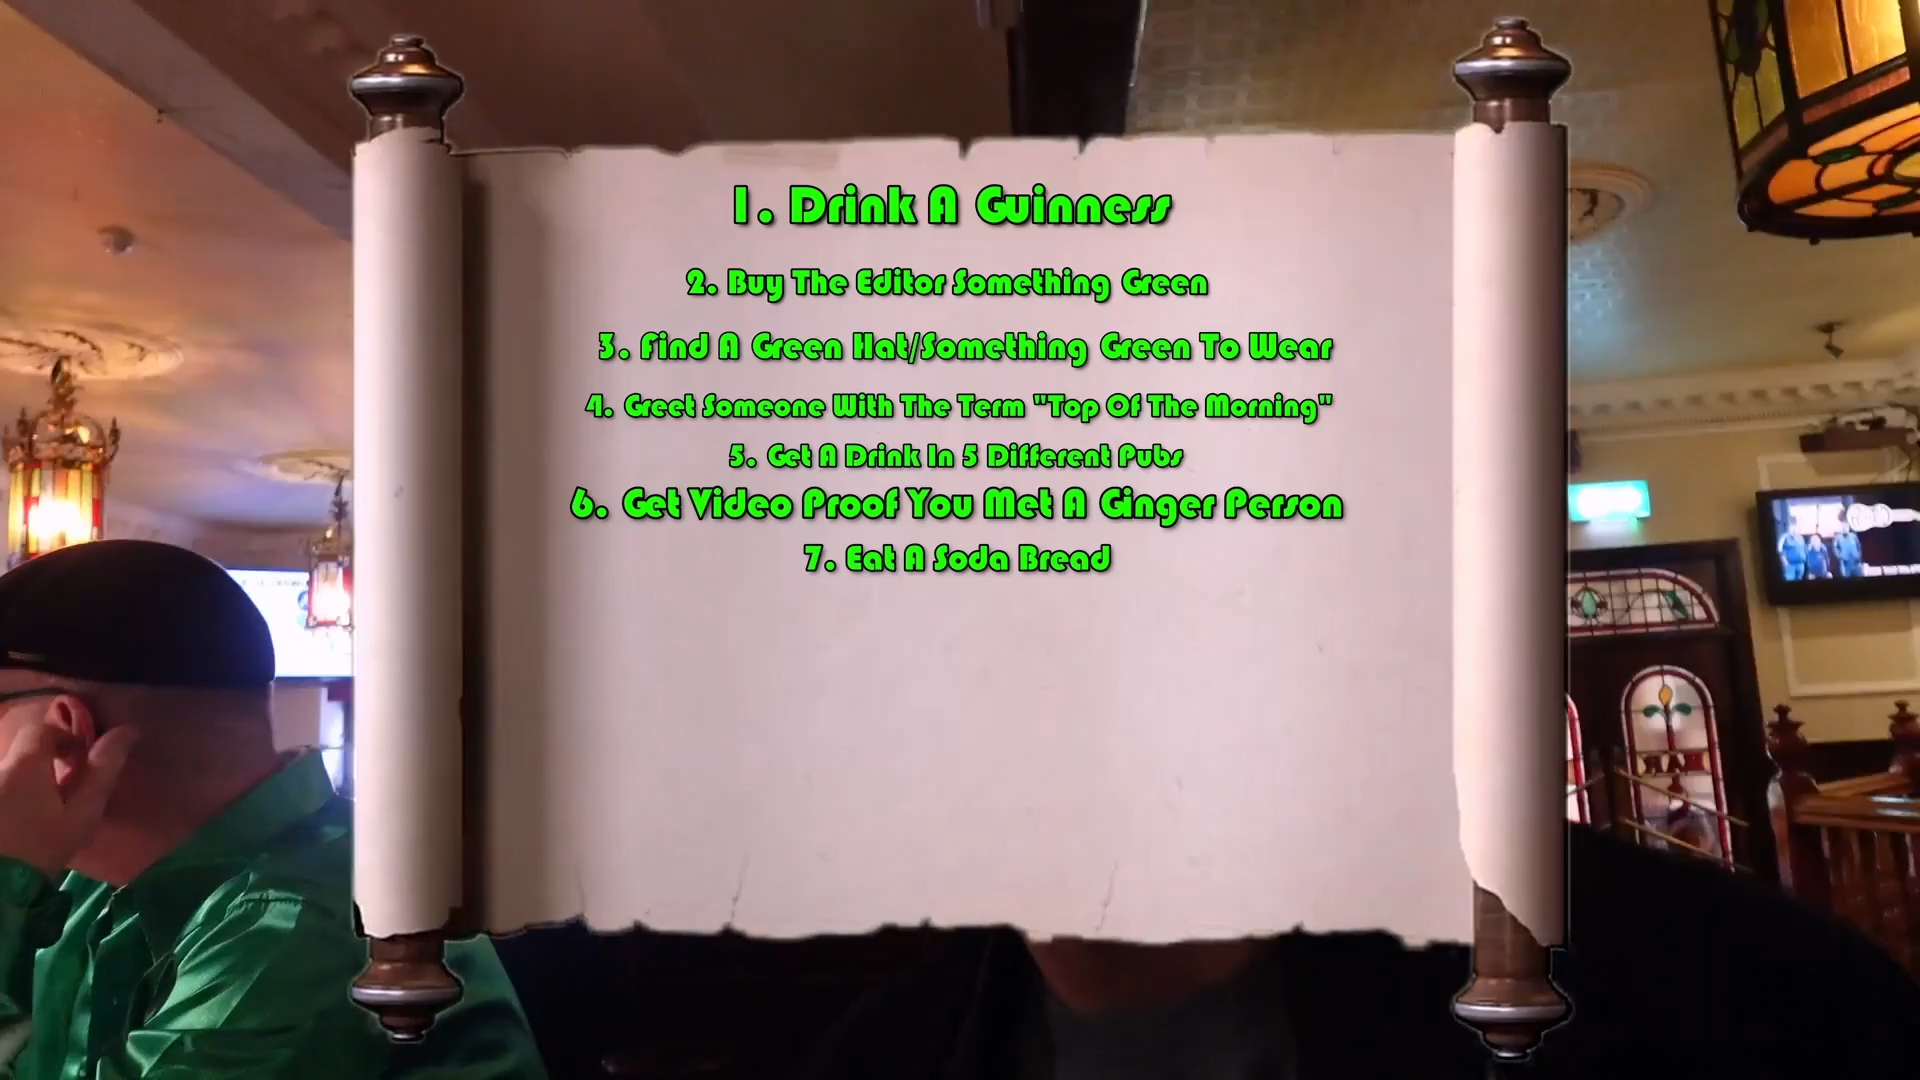 1. Drink A Guinness
2. Buy The Editor Something Green
3. Find A Green Hat/Something Green To Wear
4. Greet Someone With The Term "Top Of The Morning"
5. Get A Drink In 5 Different Pubs
6. Get Video Proof You Met A Ginger Person
7. Eat A Soda Bread